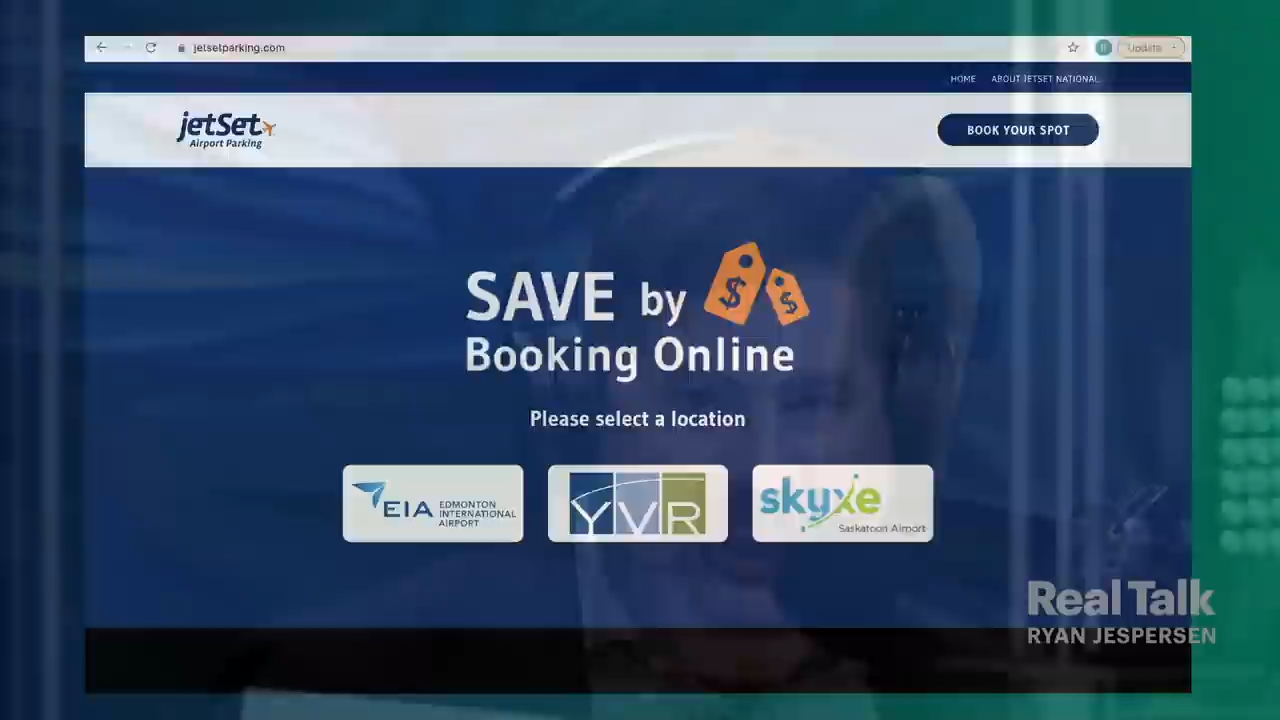 jetsetparking.com
Update
HOME ABOUT JETSET NATIONAL
jetSet
Airport Parking
BOOK YOUR SPOT
SAVE by
$ $
Booking Online
Please select a location
EIA EDMONTON
INTERNATIONAL
AIRPORT
YVR
skyxe
Saskatoon Airport
Real Talk
RYAN JESPERSEN